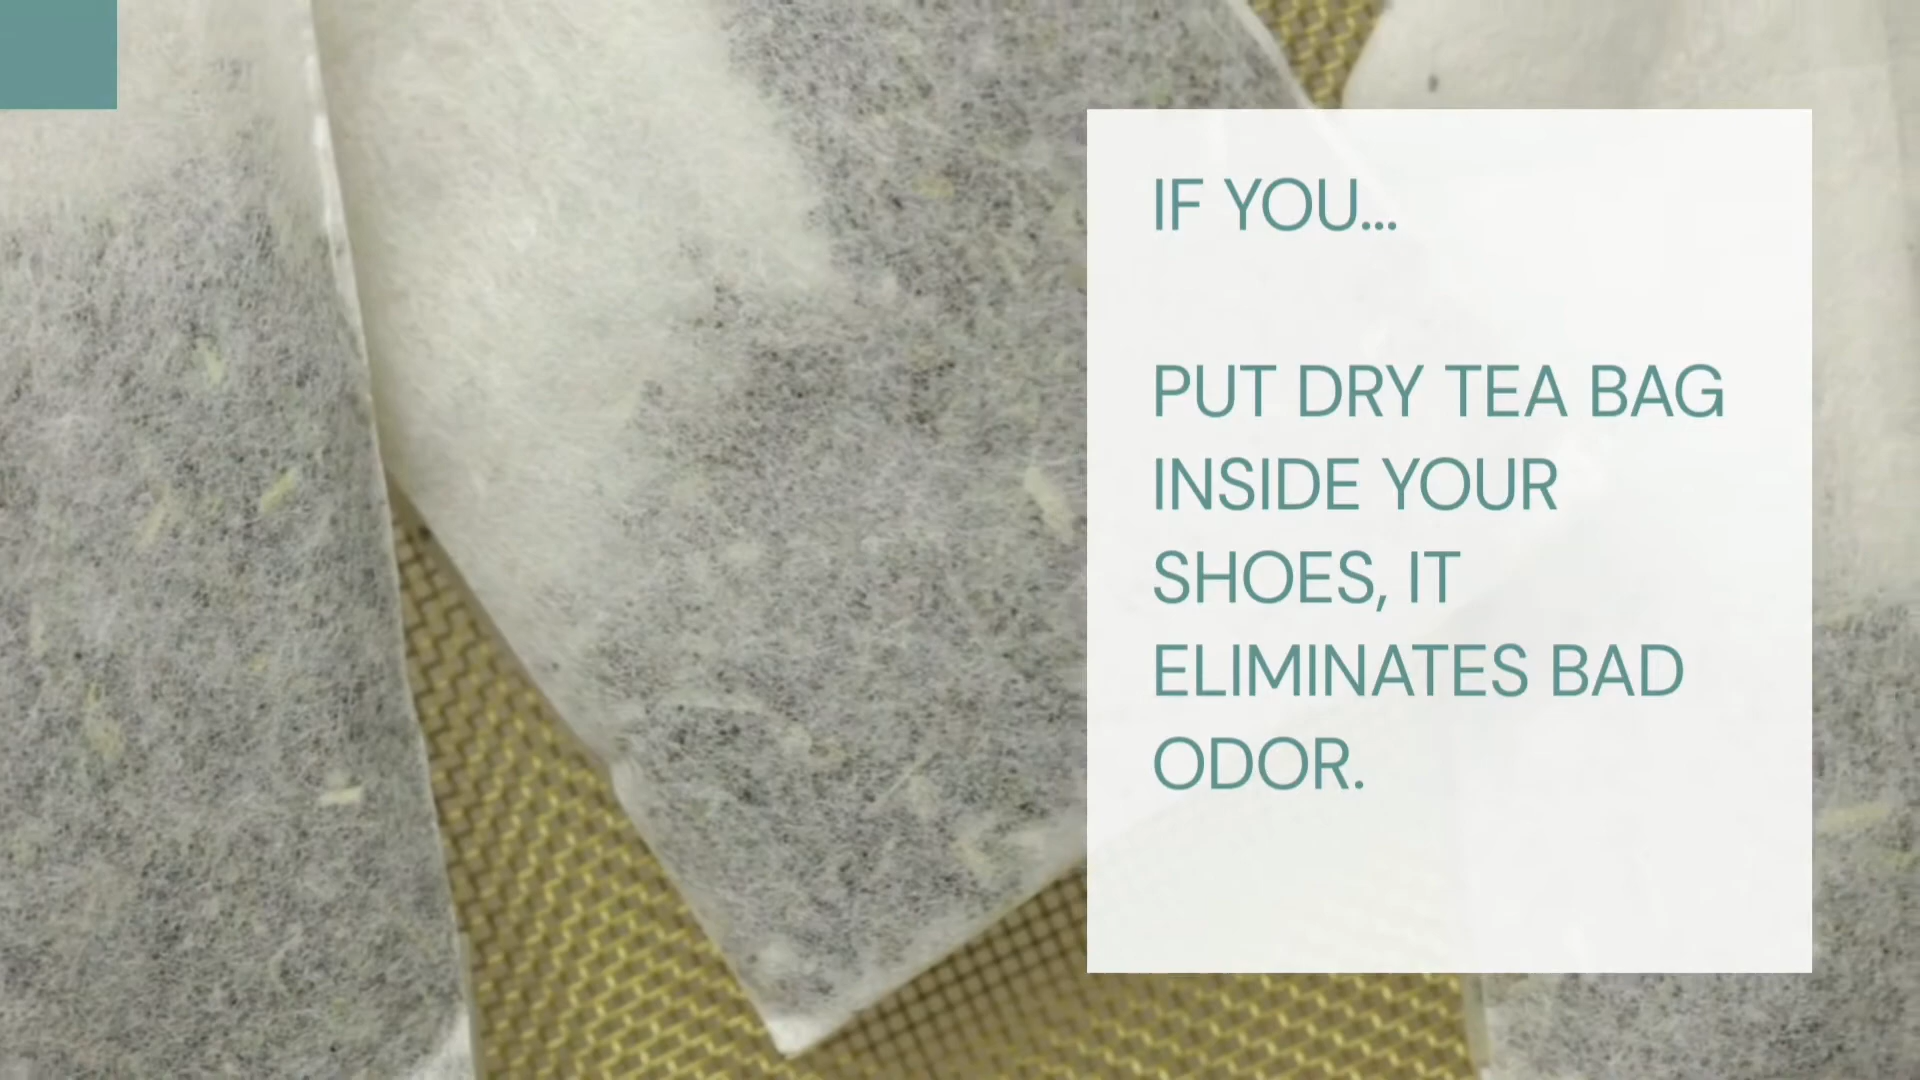 IF YOU...
PUT DRY TEA BAG
INSIDE YOUR
SHOES, IT
ELIMINATES BAD
ODOR.